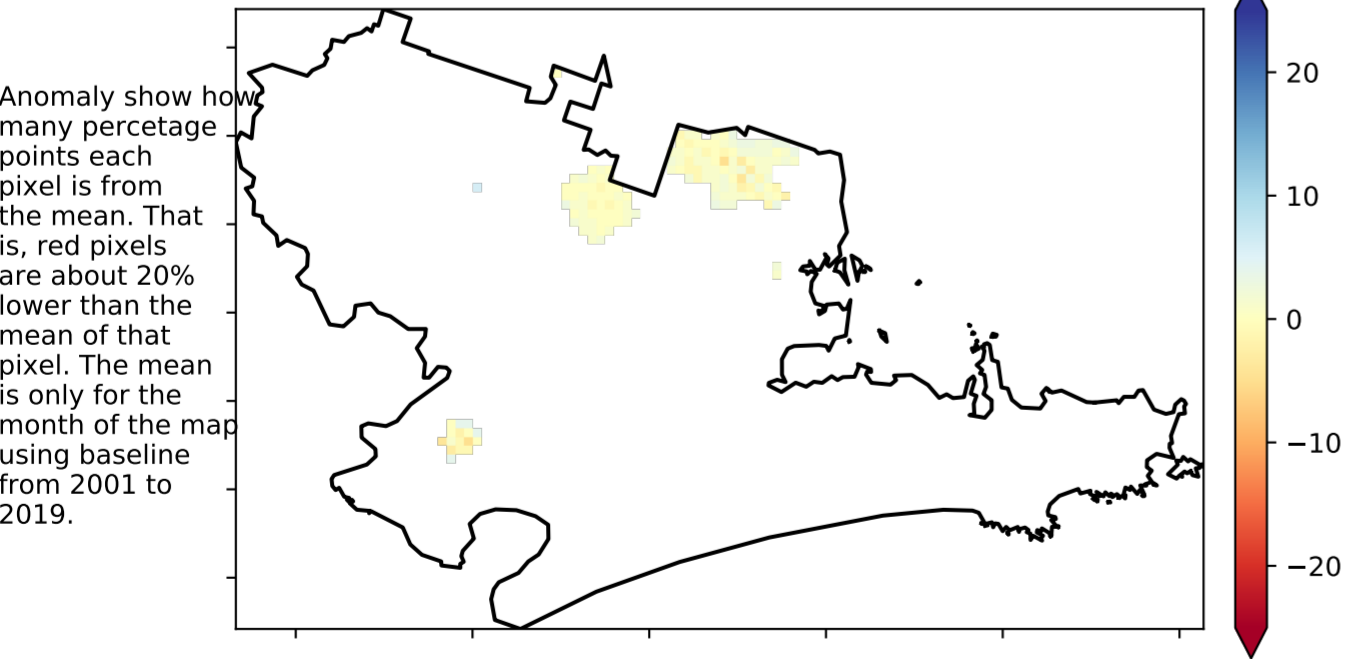 Anomaly show how
many percetage
points each
pixel is from
the mean. That
is, red pixels
are about 20%
lower than the
mean of that
pixel. The mean
is only for the
month of the map
using baseline
from 2001 to
2019.
20
10
0
−10
−20